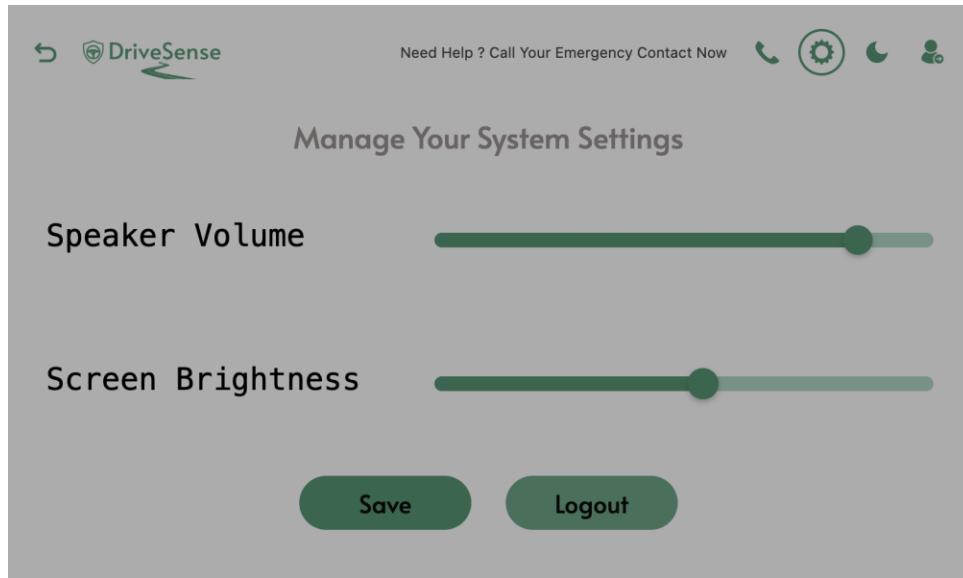 DriveSense
Need Help ? Call Your Emergency Contact Now
Manage Your System Settings
Speaker Volume
Screen Brightness
Save
Logout